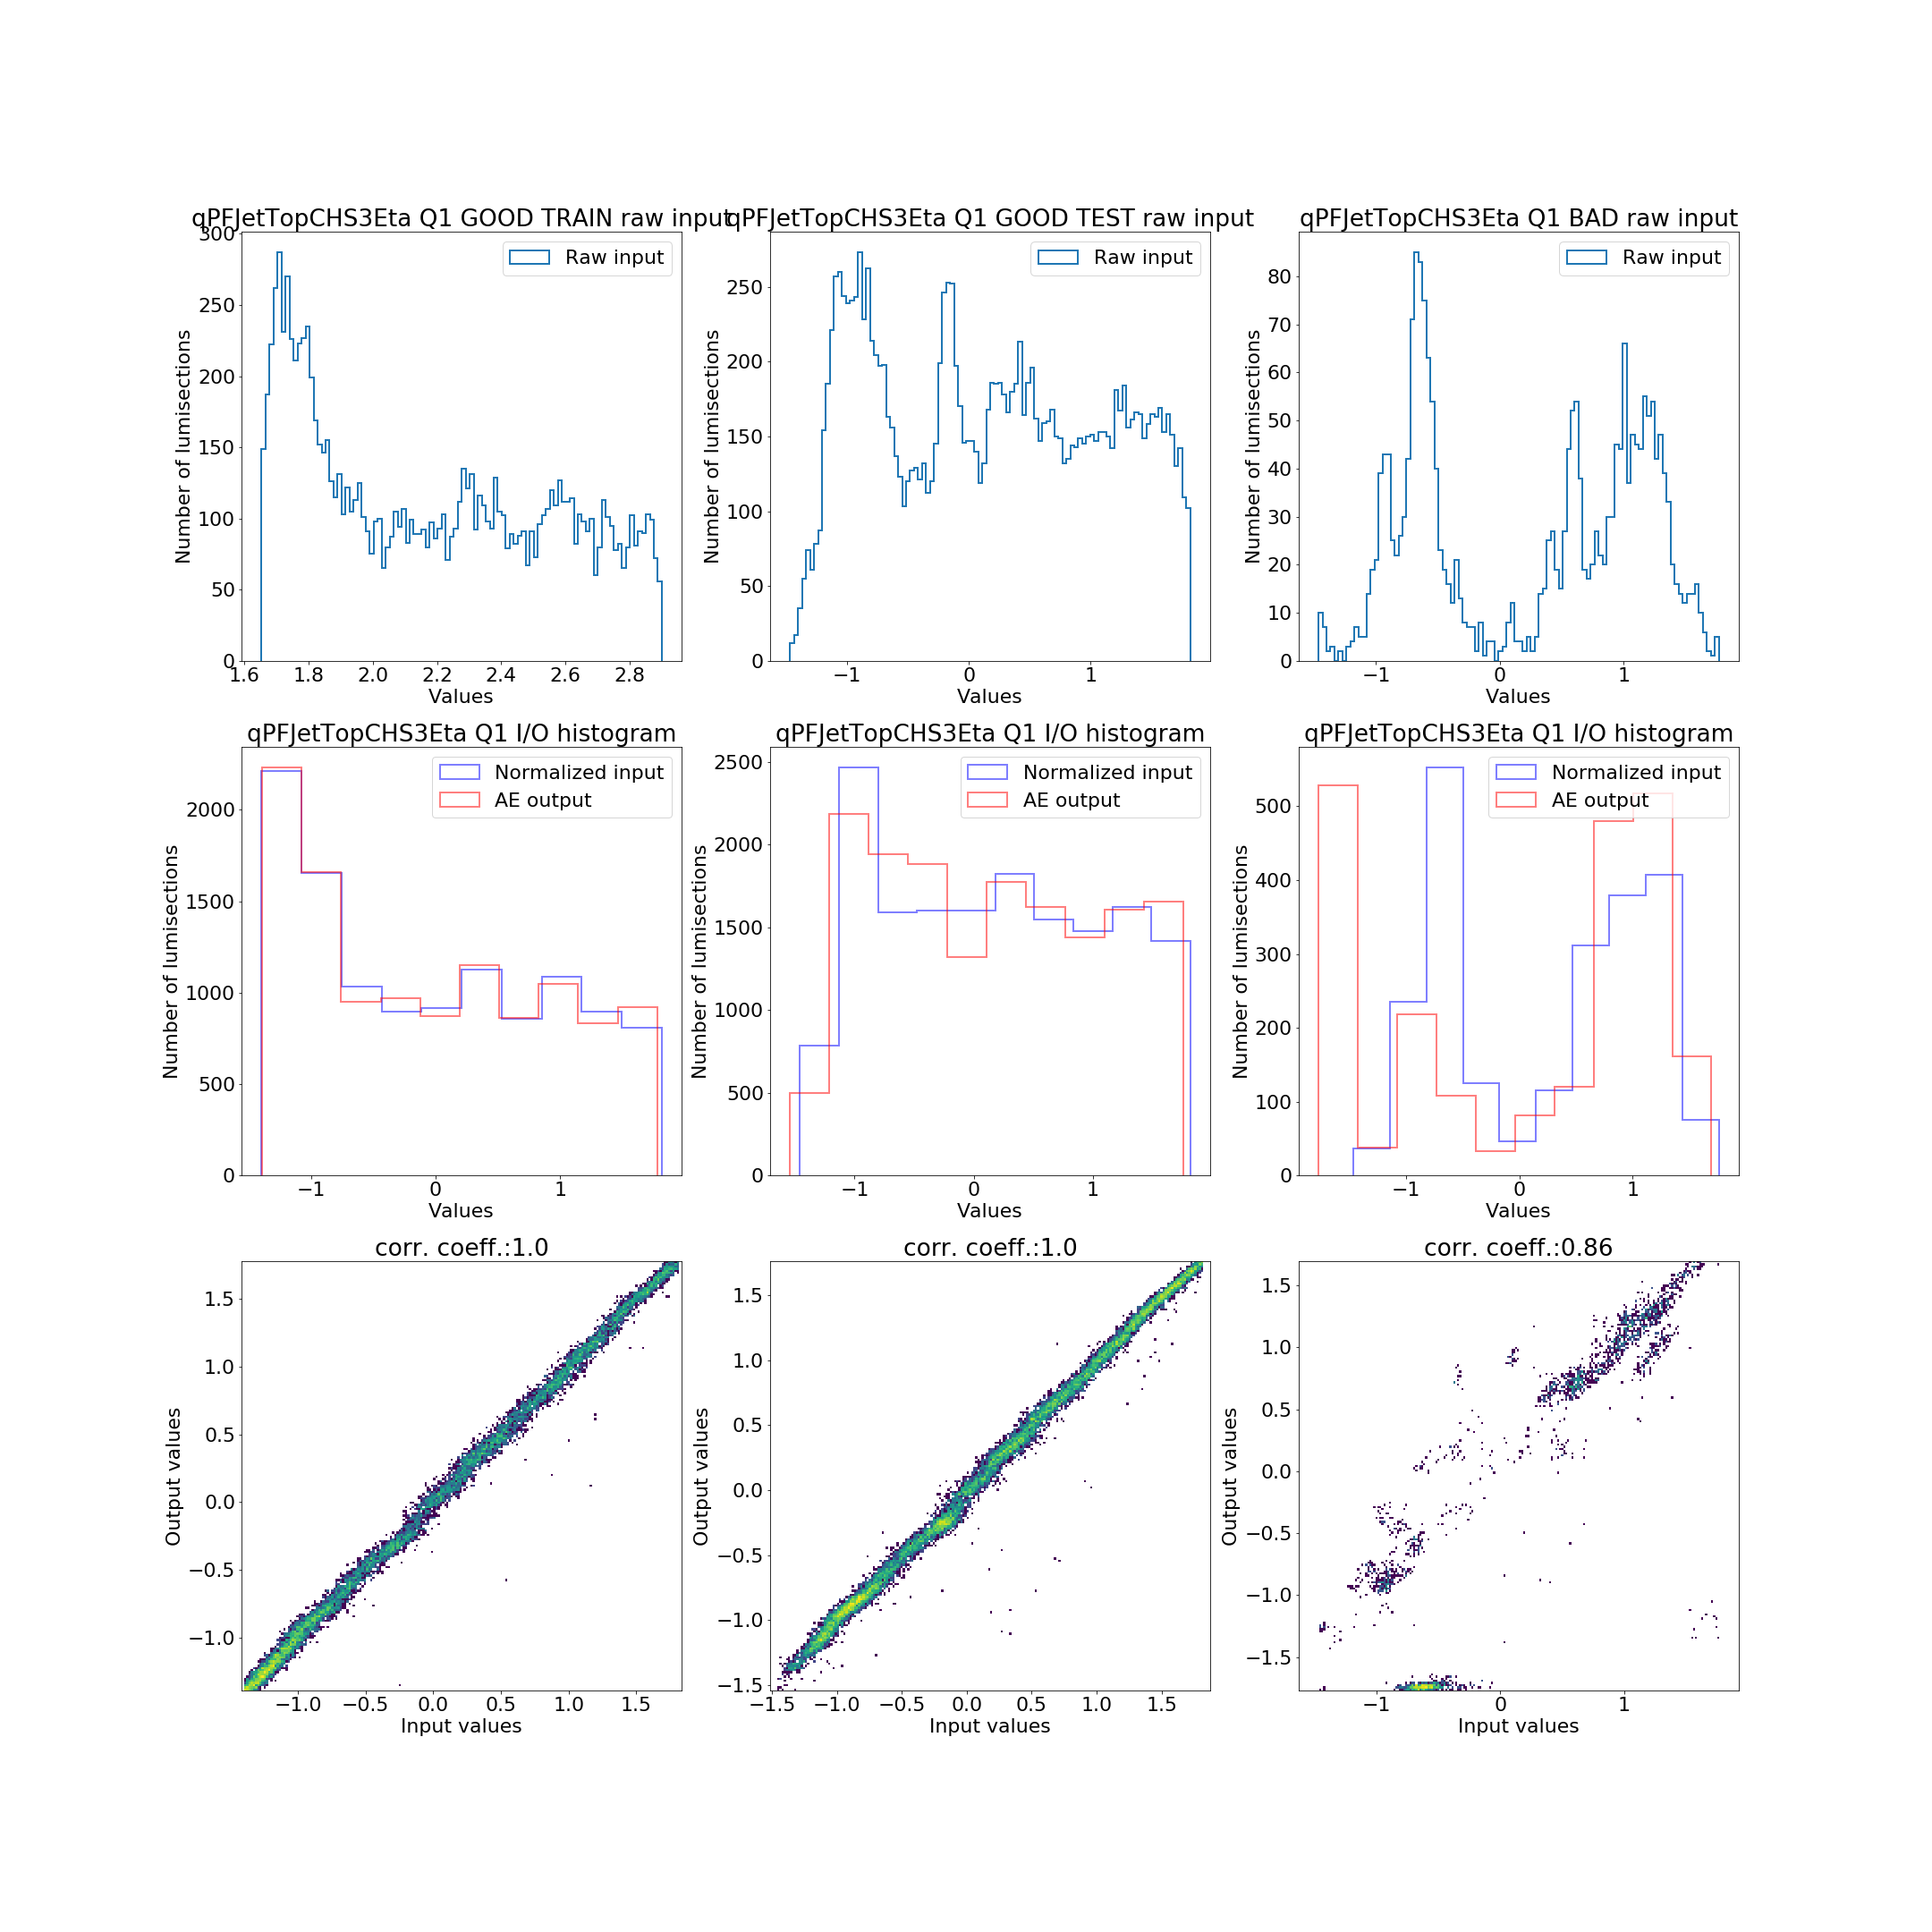 qPFJetTopCHS3Eta Q1 GOOD TRAIN raw input
qPFJetTopCHS3Eta Q1 GOOD TEST raw input
qPFJetTopCHS3Eta Q1 BAD raw input
Raw input
Raw input
Raw input
Number of lumisections
300
250
200
150
100
50
0
1.6 1.8 2.0 2.2 2.4 2.6 2.8
Values
Number of lumisections
250
200
150
100
50
0
−1 0 1
Values
Number of lumisections
80
70
60
50
40
30
20
10
0
−1 0 1
Values
qPFJetTopCHS3Eta Q1 I/O histogram
Normalized input
AE output
Number of lumisections
2000
1500
1000
500
0
−1 0 1
Values
qPFJetTopCHS3Eta Q1 I/O histogram
Normalized input
AE output
Number of lumisections
2500
2000
1500
1000
500
0
−1 0 1
Values
qPFJetTopCHS3Eta Q1 I/O histogram
Normalized input
AE output
Number of lumisections
500
400
300
200
100
0
−1 0 1
Values
corr. coeff.:1.0
Output values
1.5
1.0
0.5
0.0
−0.5
−1.0
−1.0 −0.5 0.0 0.5 1.0 1.5
Input values
corr. coeff.:1.0
Output values
1.5
1.0
0.5
0.0
−0.5
−1.0
−1.5
−1.5 −1.0 −0.5 0.0 0.5 1.0 1.5
Input values
corr. coeff.:0.86
Output values
1.5
1.0
0.5
0.0
−0.5
−1.0
−1.5
−1 0 1
Input values